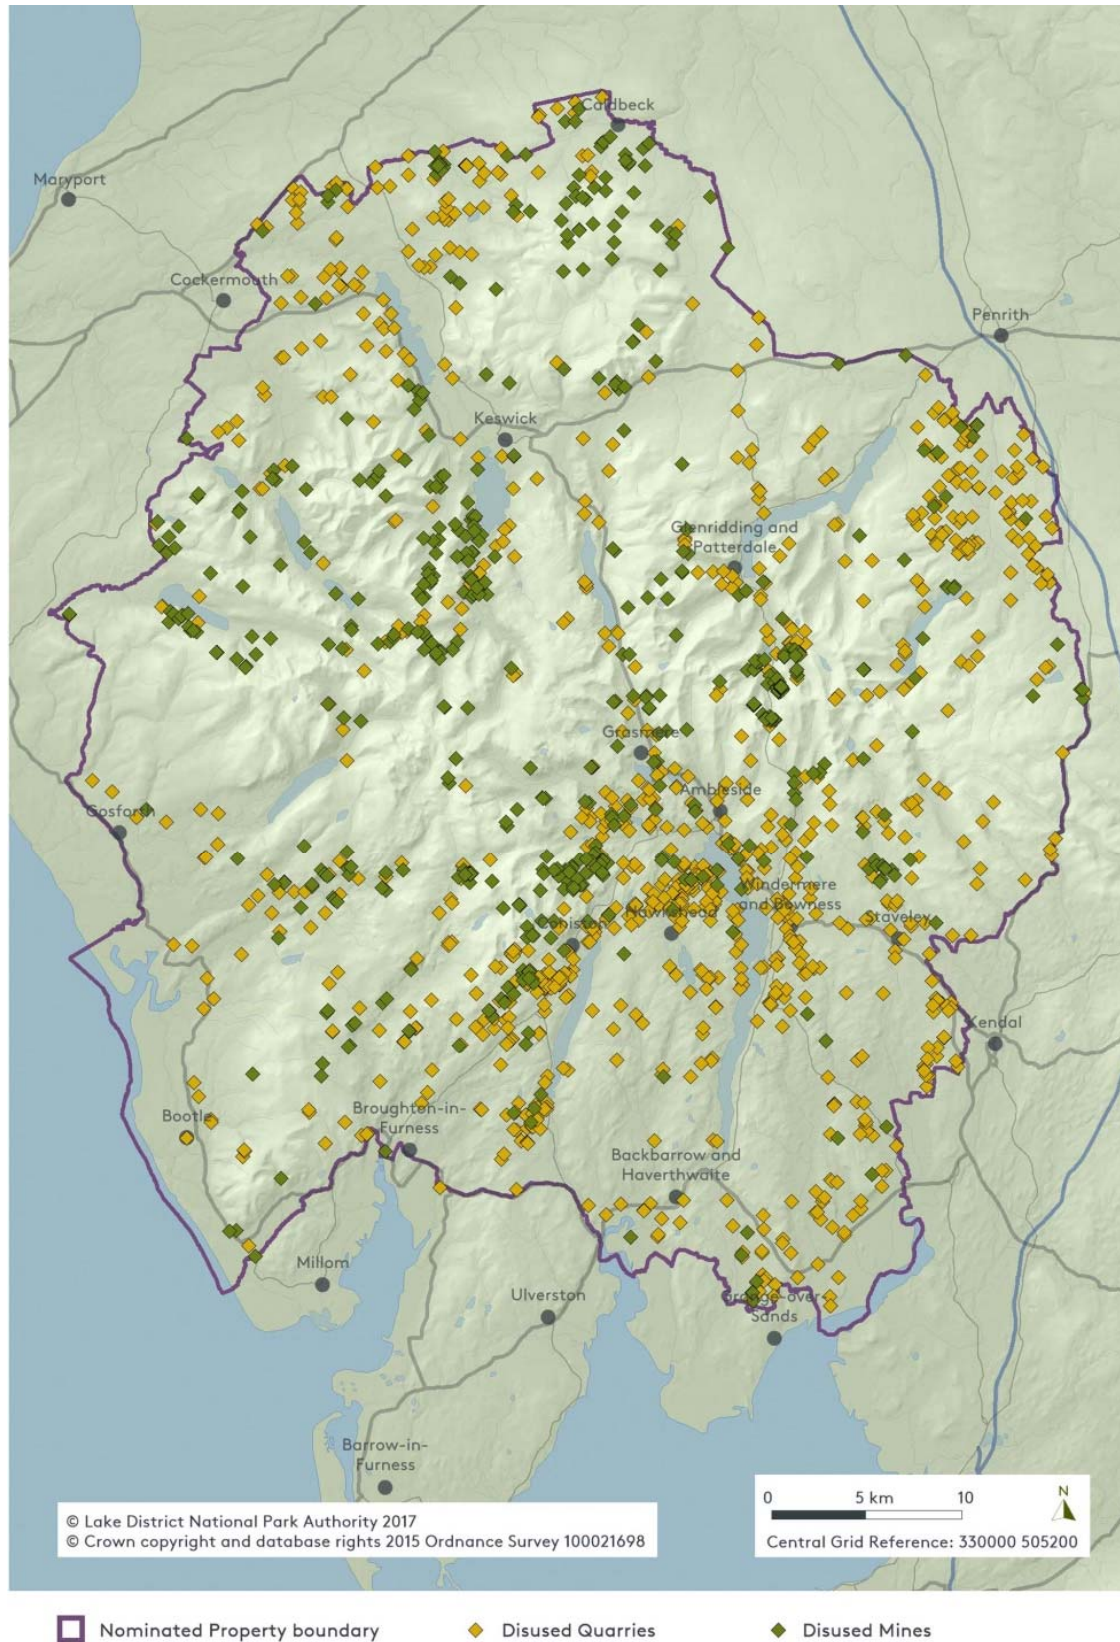 Caldbeck
Maryport
Cockermouth
Penrith
Keswick
Glenridding and
Patterdale
Grasmere
Ambleside
Gosforth
Windermere
and Bowness
Hawkshead
Staveley
Coniston
Kendal
Bootle
Broughton-in-
Furness
Backbarrow and
Haverthwaite
Millom
Ulverston
Grange-over-
Sands
Barrow-in-
Furness
© Lake District National Park Authority 2017
© Crown copyright and database rights 2015 Ordnance Survey 100021698
0 5 km 10
N
Central Grid Reference: 330000 505200
Nominated Property boundary Disused Quarries Disused Mines